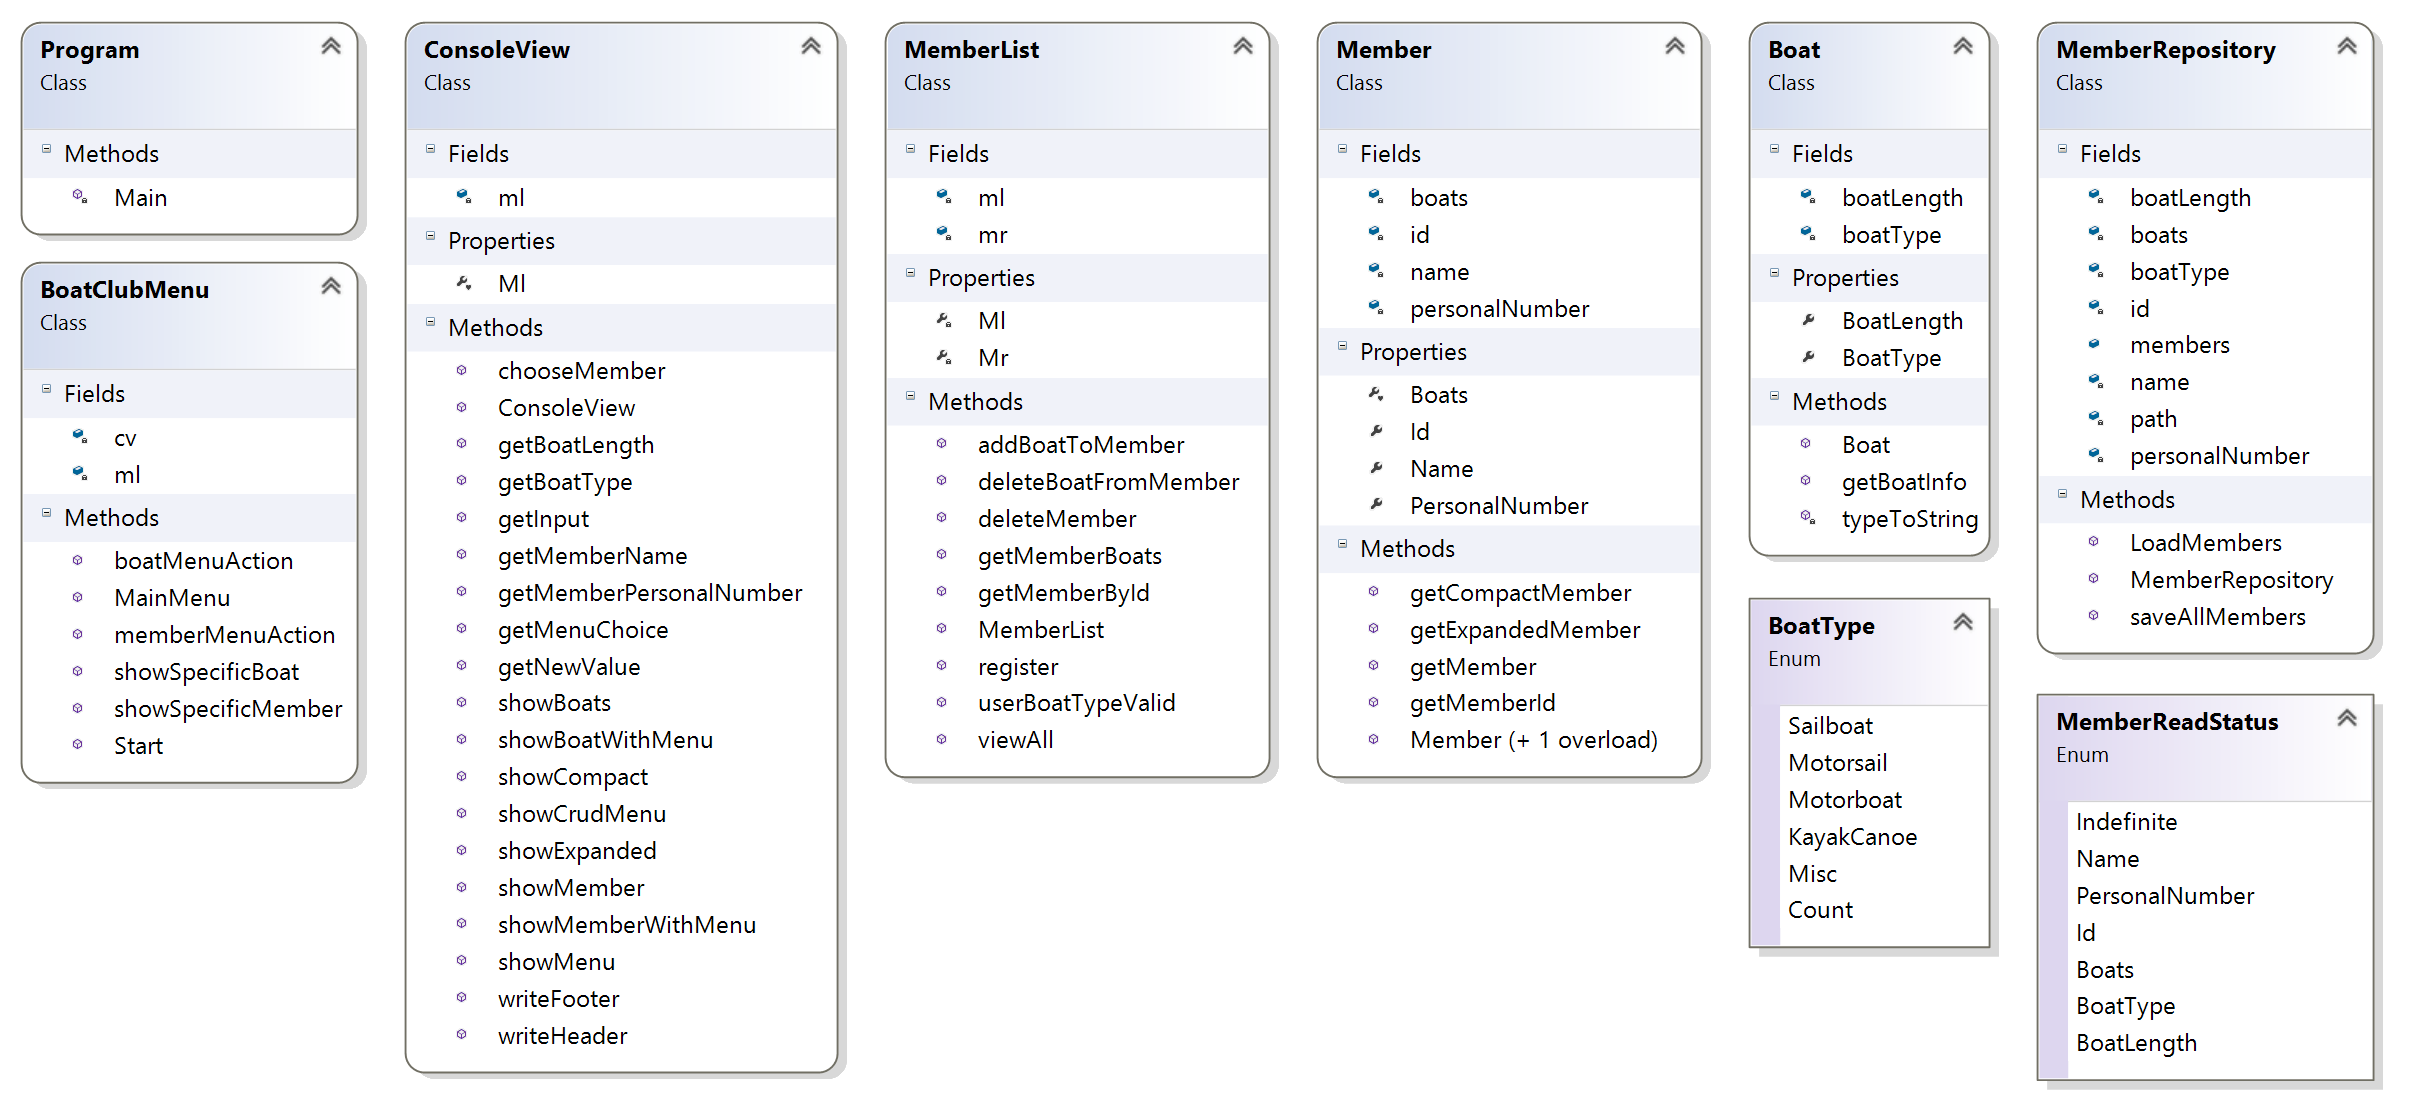 Program
Class
Methods
Main
BoatClubMenu
Class
Fields
cv
ml
Methods
boatMenuAction
MainMenu
memberMenuAction
showSpecificBoat
showSpecificMember
Start
ConsoleView
Class
Fields
ml
Properties
Ml
Methods
chooseMember
ConsoleView
getBoatLength
getBoatType
getInput
getMemberName
getMemberPersonalNumber
getMenuChoice
getNewValue
showBoats
showBoatWithMenu
showCompact
showCrudMenu
showExpanded
showMember
showMemberWithMenu
showMenu
writeFooter
writeHeader
MemberList
Class
Fields
ml
mr
Properties
Ml
Mr
Methods
addBoatToMember
deleteBoatFromMember
deleteMember
getMemberBoats
getMemberById
MemberList
register
userBoatTypeValid
viewAll
Member
Class
Fields
boats
id
name
personalNumber
Properties
Boats
Id
Name
PersonalNumber
Methods
getCompactMember
getExpandedMember
getMember
getMemberId
Member (+ 1 overload)
Boat
Class
Fields
boatLength
boatType
Properties
BoatLength
BoatType
Methods
Boat
getBoatInfo
typeToString
BoatType
Enum
Sailboat
Motorsail
Motorboat
KayakCanoe
Misc
Count
MemberRepository
Class
Fields
boatLength
boats
boatType
id
members
name
path
personalNumber
Methods
LoadMembers
MemberRepository
saveAllMembers
MemberReadStatus
Enum
Indefinite
Name
PersonalNumber
Id
Boats
BoatType
BoatLength